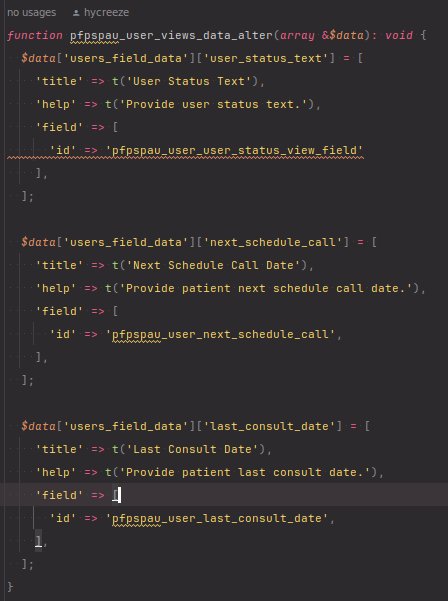 no usages hycreeze
function pfpspau_user_views_data_alter(array &$data): void {
  $data['users_field_data']['user_status_text'] = [
    'title' => t('User Status Text'),
    'help' => t('Provide user status text.'),
    'field' => [
      'id' => 'pfpspau_user_user_status_view_field'
    ],
  ];

  $data['users_field_data']['next_schedule_call'] = [
    'title' => t('Next Schedule Call Date'),
    'help' => t('Provide patient next schedule call date.'),
    'field' => [
      'id' => 'pfpspau_user_next_schedule_call',
    ],
  ];

  $data['users_field_data']['last_consult_date'] = [
    'title' => t('Last Consult Date'),
    'help' => t('Provide patient last consult date.'),
    'field' => [
      'id' => 'pfpspau_user_last_consult_date',
    ],
  ];
}